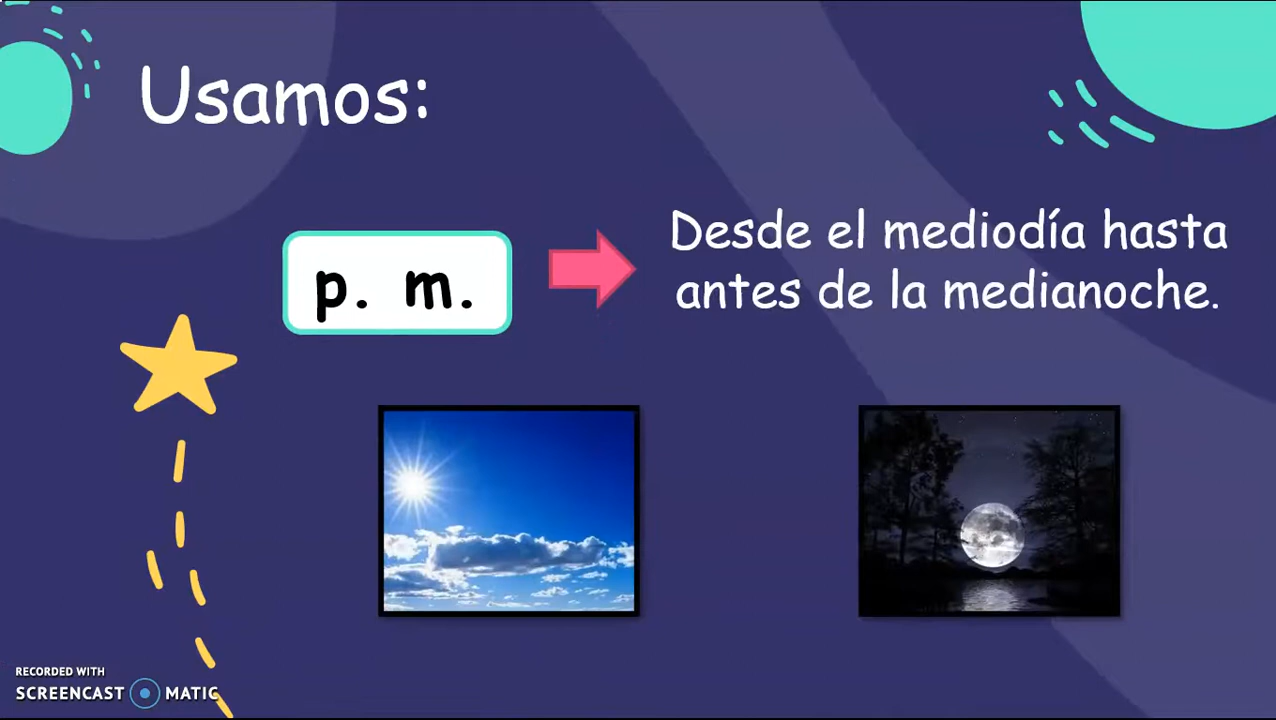 Usamos:
p. m.
Desde el mediodía hasta
antes de la medianoche.
RECORDED WITH
SCREENCAST MATIC